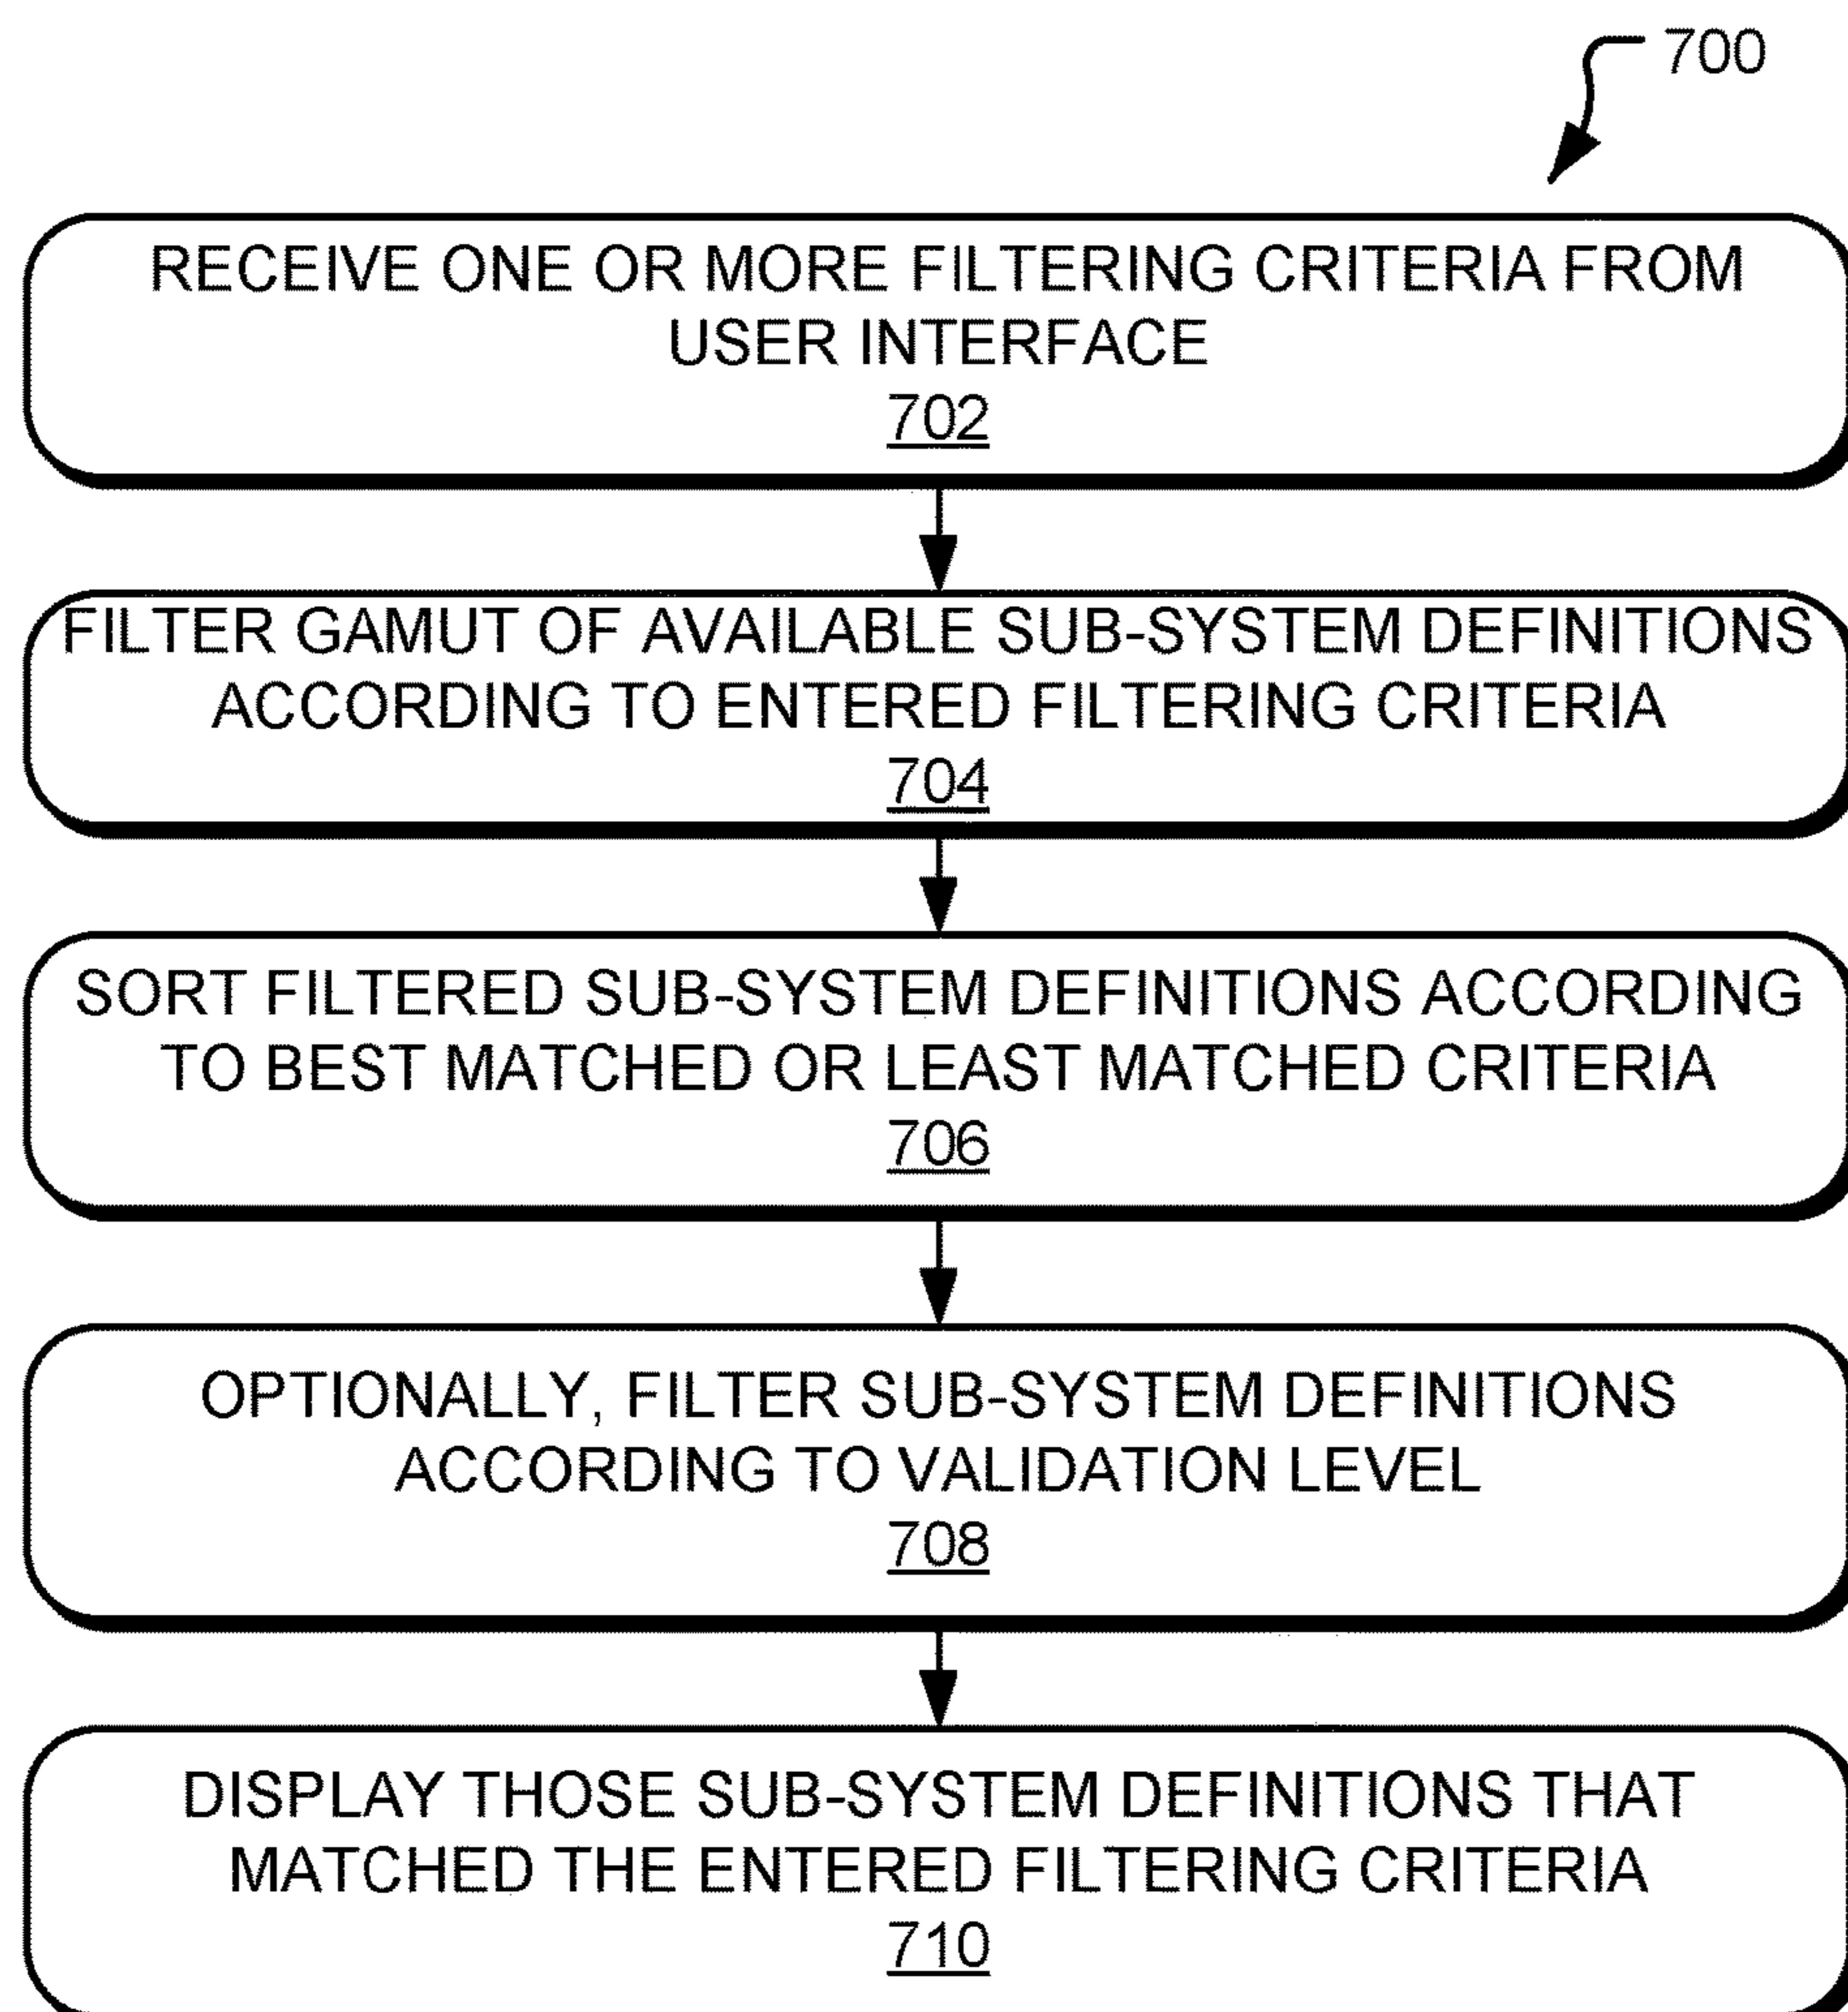 700
RECEIVE ONE OR MORE FILTERING CRITERIA FROM
USER INTERFACE
702
FILTER GAMUT OF AVAILABLE SUB-SYSTEM DEFINITIONS
ACCORDING TO ENTERED FILTERING CRITERIA
704
SORT FILTERED SUB-SYSTEM DEFINITIONS ACCORDING
TO BEST MATCHED OR LEAST MATCHED CRITERIA
706
OPTIONALLY, FILTER SUB-SYSTEM DEFINITIONS
ACCORDING TO VALIDATION LEVEL
708
DISPLAY THOSE SUB-SYSTEM DEFINITIONS THAT
MATCHED THE ENTERED FILTERING CRITERIA
710